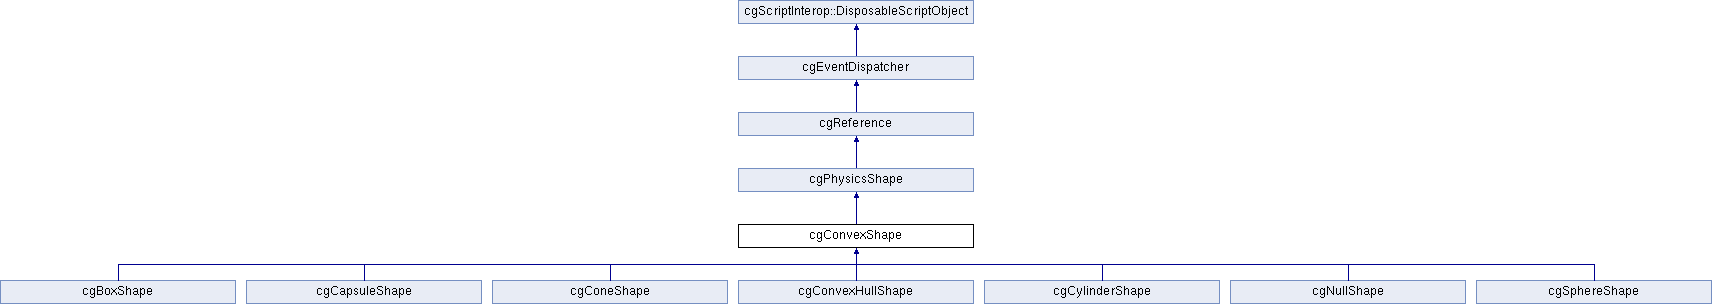 cgScriptInterop::DisposableScriptObject
cgEventDispatcher
cgReference
cgPhysicsShape
cgConvexShape
cgBoxShape
cgCapsuleShape
cgConeShape
cgConvexHullShape
cgCylinderShape
cgNullShape
cgSphereShape